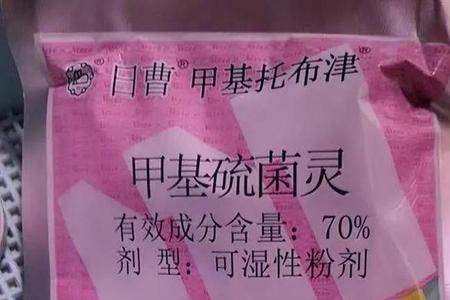 日曹® 甲基托布津®
甲基硫菌灵
有效成分含量：70%
剂 型：可湿性粉剂